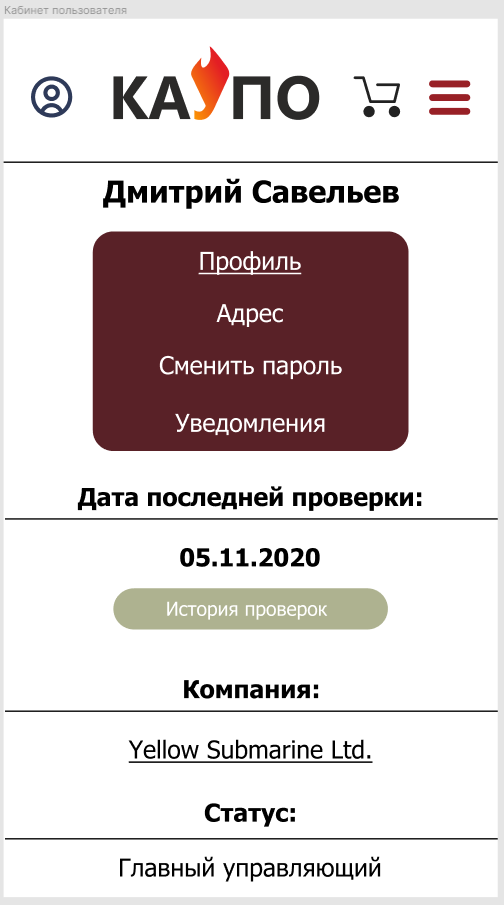 Кабинет пользователя
КАУПО
Дмитрий Савельев
Профиль
Адрес
Сменить пароль
Уведомления
Дата последней проверки:
05.11.2020
История проверок
Компания:
Yellow Submarine Ltd.
Статус:
Главный управляющий